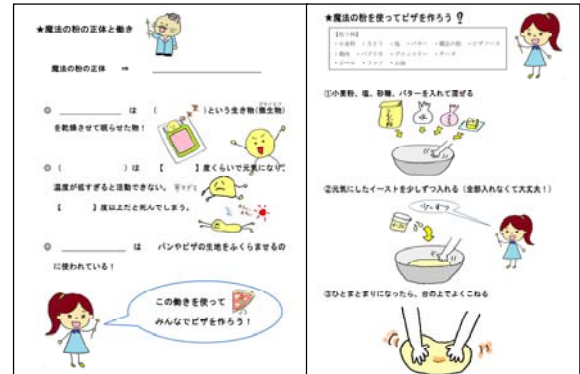 ★魔法の粉の正体と働き
魔法の粉の正体 ⇒ ＿＿＿＿＿＿＿＿
◎ ＿＿＿＿＿＿ は （ ）という生き物(微生物)
を乾燥させて眠らせた物！
◎ （ ）は 【 】度くらいで元気になり、
温度が低すぎると活動できない。
【 】度以上だと死んでしまう。
◎ ＿＿＿＿＿＿ は パンやピザの生地をふくらませるの
に使われている！
この働きを使って
みんなでピザを作ろう！
★魔法の粉を使ってピザを作ろう
①小麦粉、塩、砂糖、バターを入れて混ぜる
②元気にしたイーストを少しずつ入れる（全部入れなくて大丈夫！）
少しずつ
③ひとまとまりになったら、台の上でよくこねる